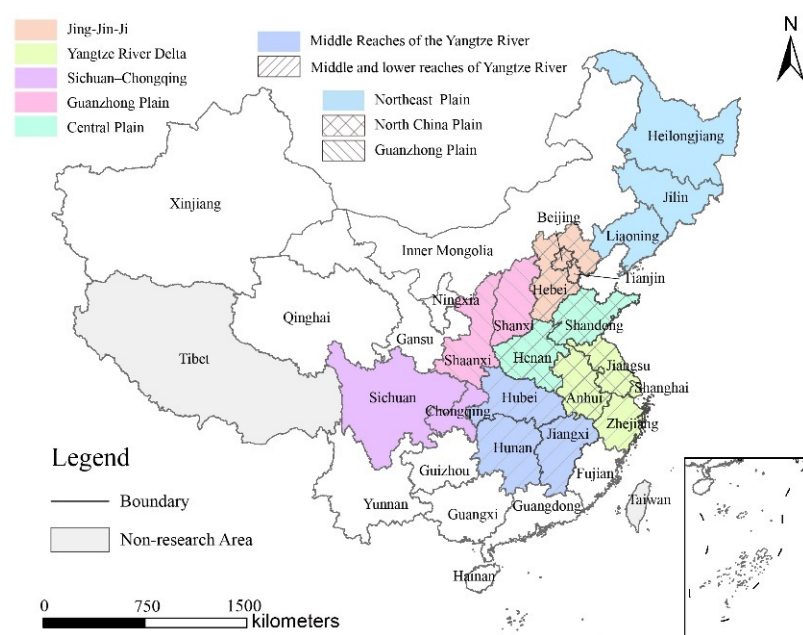 Jing-Jin-Ji
Yangtze River Delta
Sichuan–Chongqing
Guanzhong Plain
Central Plain
Middle Reaches of the Yangtze River
Middle and lower reaches of Yangtze River
Northeast Plain
North China Plain
Guanzhong Plain
N
Heilongjiang
Jilin
Liaoning
Xinjiang
Beijing
Inner Mongolia
Tianjin
Hebei
Ningxia
Shanxi
Qinghai
Gansu
Shandong
Tibet
Shaanxi
Henan
Jiangsu
Shanghai
Sichuan
Hubei
Anhui
Chongqing
Zhejiang
Hunan
Jiangxi
Legend
Guizhou
Fujian
Boundary
Yunnan
Guangxi
Guangdong
Taiwan
Non-research Area
Hainan
0 750 1500
kilometers